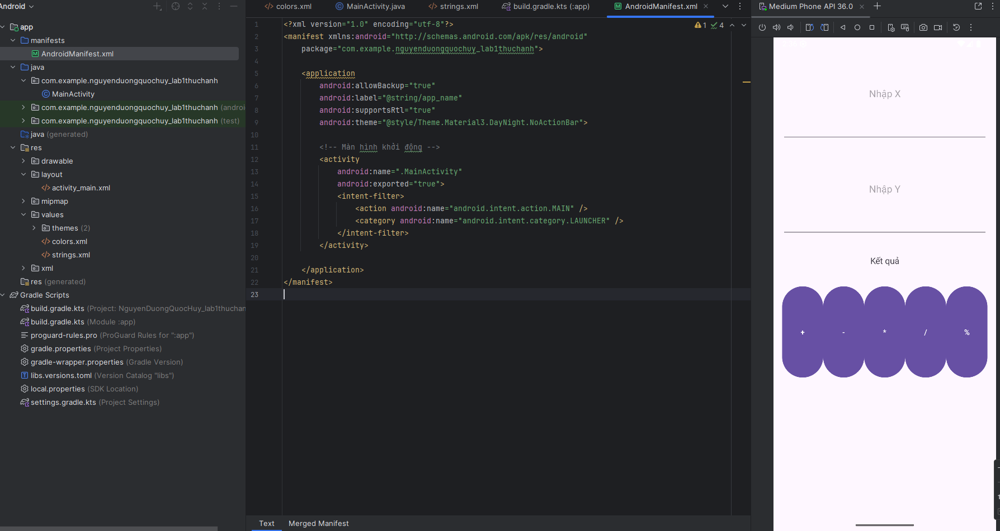 Android
colors.xml
MainActivity.java
strings.xml
build.gradle.kts (:app)
AndroidManifest.xml
Medium Phone API 36.0
app
manifests
AndroidManifest.xml
java
com.example.nguyenduongquochuy_lab1thuchanh
MainActivity
com.example.nguyenduongquochuy_lab1thuchanh (androi
com.example.nguyenduongquochuy_lab1thuchanh (test)
java (generated)
res
drawable
layout
activity_main.xml
mipmap
values
themes (2)
colors.xml
strings.xml
xml
res (generated)
Gradle Scripts
build.gradle.kts (Project: NguyenDuongQuocHuy_lab1thuchan
build.gradle.kts (Module :app)
proguard-rules.pro (ProGuard Rules for ":app")
gradle.properties (Project Properties)
gradle-wrapper.properties (Gradle Version)
libs.versions.toml (Version Catalog "libs")
local.properties (SDK Location)
settings.gradle.kts (Project Settings)
1 <?xml version="1.0" encoding="utf-8"?>
2 <manifest xmlns:android="http://schemas.android.com/apk/res/android"
3 package="com.example.nguyenduongquochuy_lab1thuchanh">
4
5 <application
6 android:allowBackup="true"
7 android:label="@string/app_name"
8 android:supportsRtl="true"
9 android:theme="@style/Theme.Material3.DayNight.NoActionBar">
10
11 <!-- Màn hình khởi động -->
12 <activity
13 android:name=".MainActivity"
14 android:exported="true">
15 <intent-filter>
16 <action android:name="android.intent.action.MAIN" />
17 <category android:name="android.intent.category.LAUNCHER" />
18 </intent-filter>
19 </activity>
20
21 </application>
22 </manifest>
23
1 4
Text Merged Manifest
Nhập X
Nhập Y
Kết quả
+ - * / %